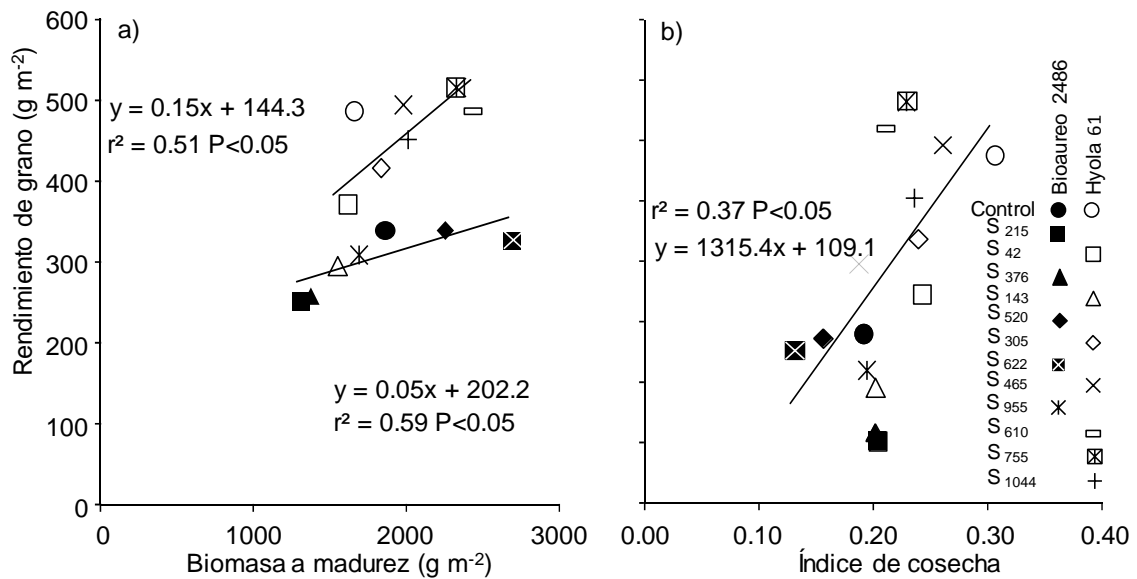 600
500
400
300
200
100
0
Rendimiento de grano (g m-2)
a)
y = 0.15x + 144.3
r² = 0.51 P<0.05
y = 0.05x + 202.2
r² = 0.59 P<0.05
0 1000 2000 3000
Biomasa a madurez (g m-2)
b)
r² = 0.37 P<0.05
y = 1315.4x + 109.1
0.00 0.10 0.20 0.30 0.40
Índice de cosecha
Bioaureo 2486
Hyola 61
Control
S 215
S 42
S 376
S 143
S 520
S 305
S 622
S 465
S 955
S 610
S 755
S 1044